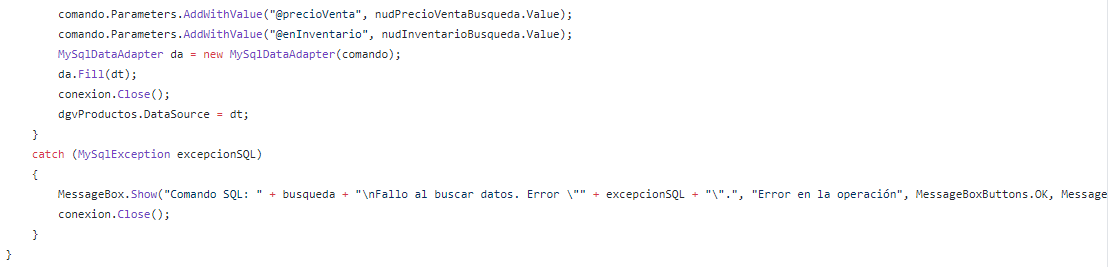 comando.Parameters.AddWithValue("@precioVenta", nudPrecioVentaBusqueda.Value);
comando.Parameters.AddWithValue("@enInventario", nudInventarioBusqueda.Value);
MySqlDataAdapter da = new MySqlDataAdapter(comando);
da.Fill(dt);
conexion.Close();
dgvProductos.DataSource = dt;
}
catch (MySqlException excepcionSQL)
{
MessageBox.Show("Comando SQL: " + busqueda + "\nFallo al buscar datos. Error \"" + excepcionSQL + "\".", "Error en la operación", MessageBoxButtons.OK, Message
conexion.Close();
}
}